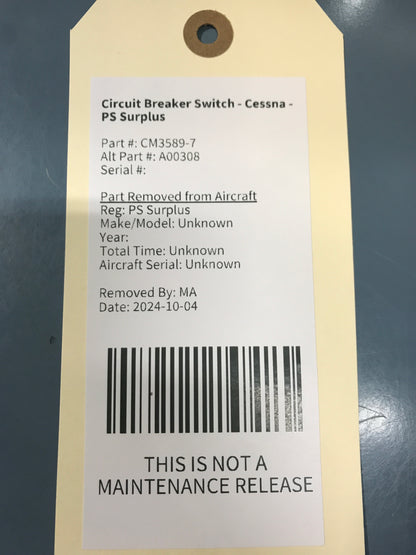 Circuit Breaker Switch - Cessna -
PS Surplus
Part #: CM3589-7
Alt Part #: A00308
Serial #:
Part Removed from Aircraft
Reg: PS Surplus
Make/Model: Unknown
Year:
Total Time: Unknown
Aircraft Serial: Unknown
Removed By: MA
Date: 2024-10-04
THIS IS NOT A
MAINTENANCE RELEASE